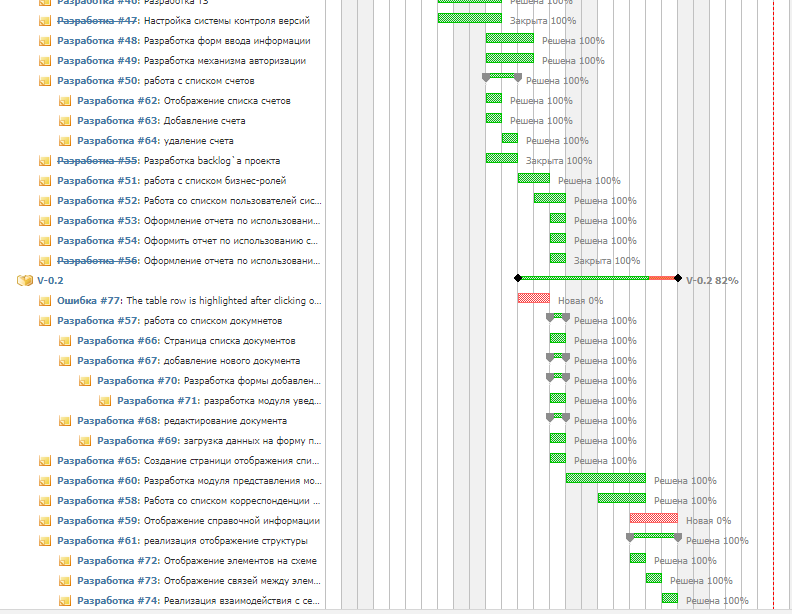 Разработка #46: Разработка ТЗ Решена 100%
Разработка #47: Настройка системы контроля версий Закрыта 100%
Разработка #48: Разработка форм ввода информации Решена 100%
Разработка #49: Разработка механизма авторизации Решена 100%
Разработка #50: работа с списком счетов Решена 100%
Разработка #62: Отображение списка счетов Решена 100%
Разработка #63: Добавление счета Решена 100%
Разработка #64: удаление счета Решена 100%
Разработка #55: Разработка backlog`а проекта Закрыта 100%
Разработка #51: работа с списком бизнес-ролей Решена 100%
Разработка #52: Работа со списком пользователей сис... Решена 100%
Разработка #53: Оформление отчета по использовани... Решена 100%
Разработка #54: Оформить отчет по использованию с... Решена 100%
Разработка #56: Оформление отчета по использовани... Закрыта 100%
V-0.2 V-0.2 82%
Ошибка #77: The table row is highlighted after clicking o... Новая 0%
Разработка #57: работа со списком докумнетов Решена 100%
Разработка #66: Страница списка документов Решена 100%
Разработка #67: добавление нового документа Решена 100%
Разработка #70: Разработка формы добавлен... Решена 100%
Разработка #71: разработка модуля увед... Решена 100%
Разработка #68: редактирование документа Решена 100%
Разработка #69: загрузка данных на форму п... Решена 100%
Разработка #65: Создание страници отображения спи... Решена 100%
Разработка #60: Разработка модуля представления мо... Решена 100%
Разработка #58: Работа со списком корреспонденции ... Решена 100%
Разработка #59: Отображение справочной информации Новая 0%
Разработка #61: реализация отображение структуры Решена 100%
Разработка #72: Отображение элементов на схеме Решена 100%
Разработка #73: Отображение связей между элем... Решена 100%
Разработка #74: Реализация взаимодействия с се... Решена 100%